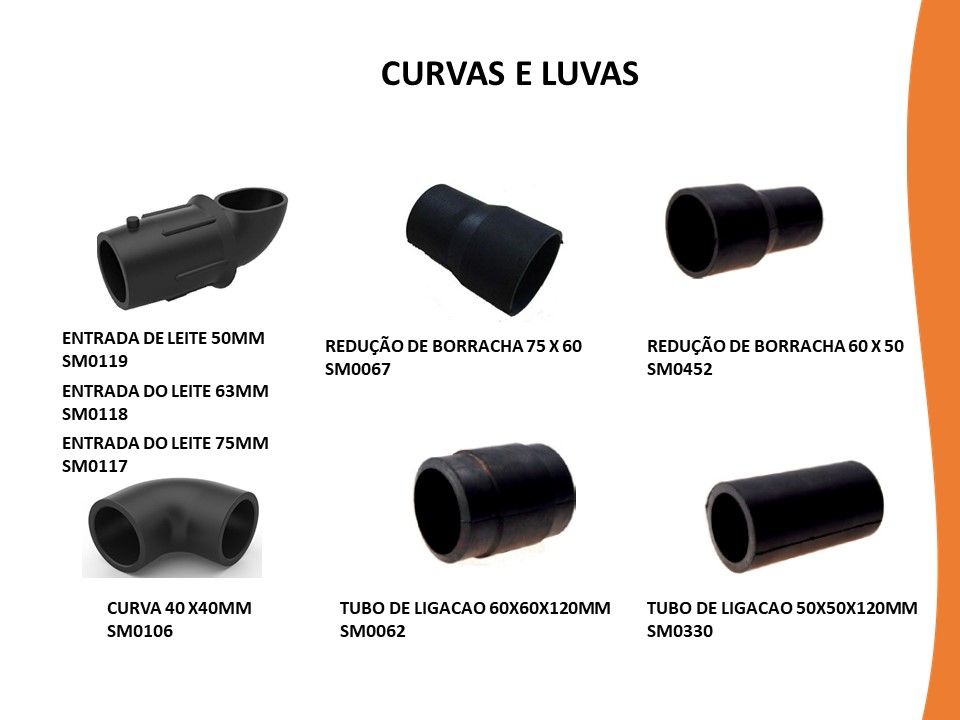 CURVAS E LUVAS
ENTRADA DE LEITE 50MM
SM0119
ENTRADA DO LEITE 63MM
SM0118
ENTRADA DO LEITE 75MM
SM0117
REDUÇÃO DE BORRACHA 75 X 60
SM0067
REDUÇÃO DE BORRACHA 60 X 50
SM0452
CURVA 40 X40MM
SM0106
TUBO DE LIGACAO 60X60X120MM
SM0062
TUBO DE LIGACAO 50X50X120MM
SM0330